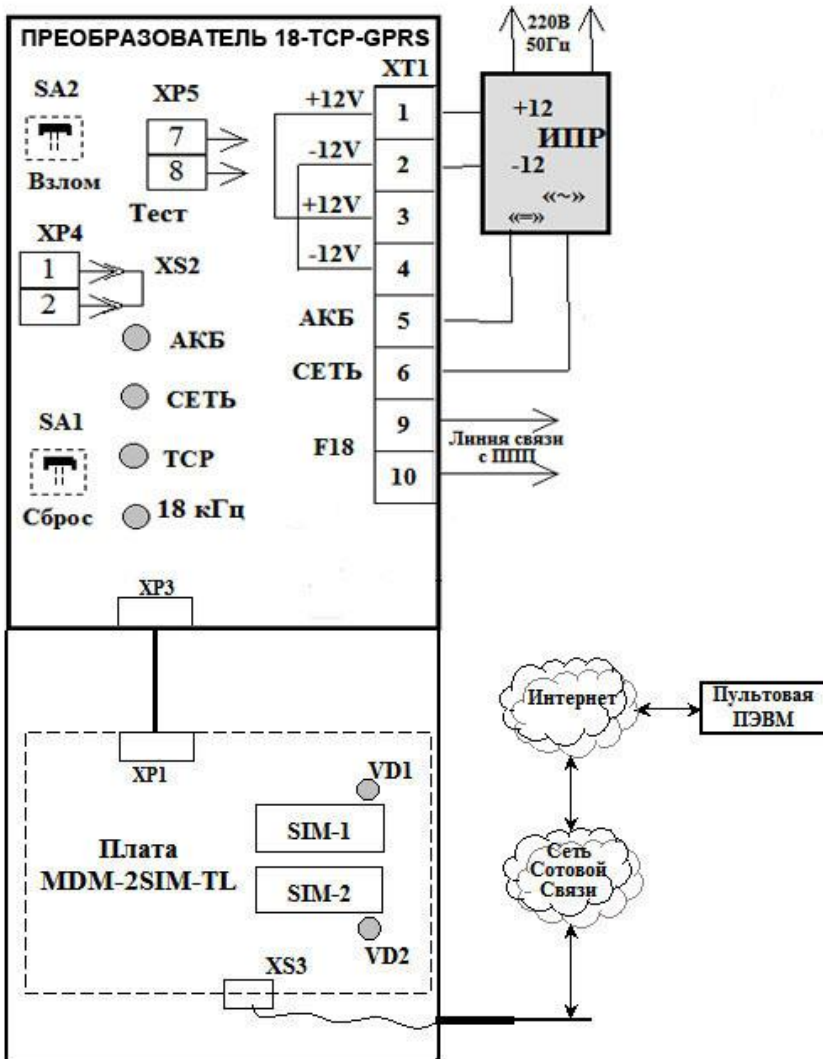 ПРЕОБРАЗОВАТЕЛЬ 18-TCP-GPRS
220В
50Гц
SA2
Взлом
XP5
7
8
Тест
XT1
+12V
1
-12V
2
+12V
3
-12V
4
АКБ
5
СЕТЬ
6
F18
9
10
+12
ИПР
-12
«~»
«=»
Линия связи
с ППЦ
XP4
1
2
XS2
АКБ
СЕТЬ
TCP
18 кГц
SA1
Сброс
XP3
XP1
Плата
MDM-2SIM-TL
VD1
SIM-1
SIM-2
VD2
XS3
Интернет
Пультовая
ПЭВМ
Сеть
Сотовой
Связи